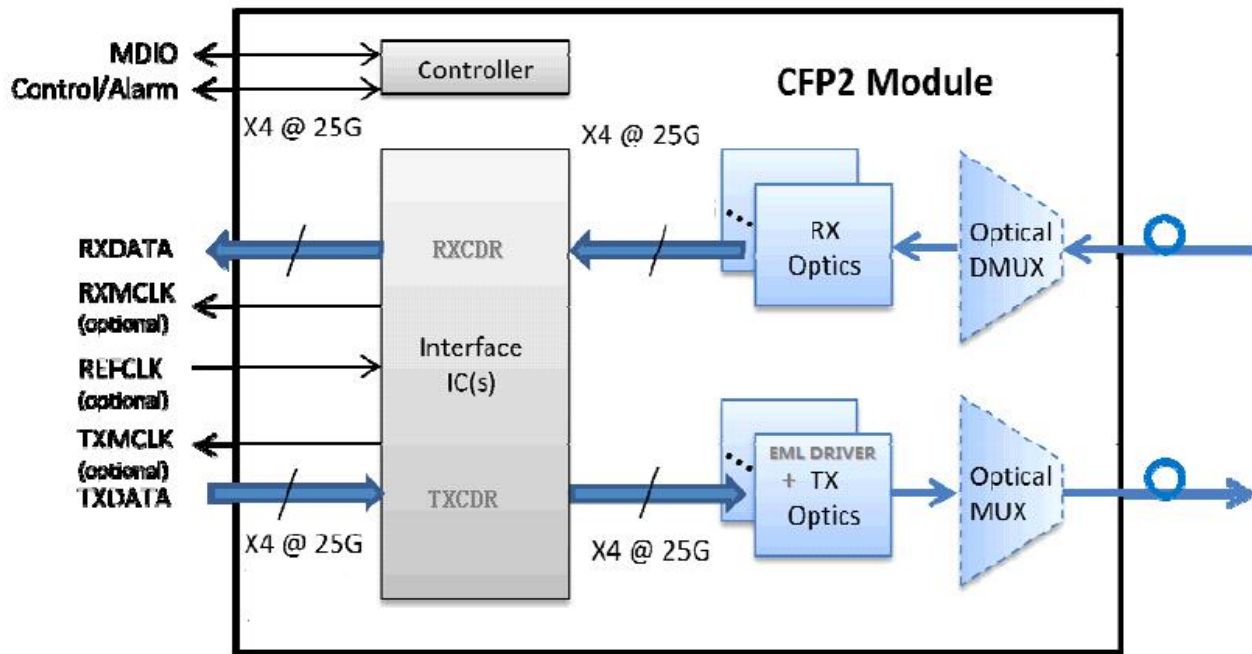 MDIO
Control/Alarm
Controller
CFP2 Module
X4 @ 25G
X4 @ 25G
RXDATA
RXCDR
RX
Optics
Optical
DMUX
RXMCLK
(optional)
REFCLK
(optional)
Interface
IC(s)
TXMCLK
(optional)
TXDATA
TXCDR
EML DRIVER
+ TX
Optics
Optical
MUX
X4 @ 25G
X4 @ 25G